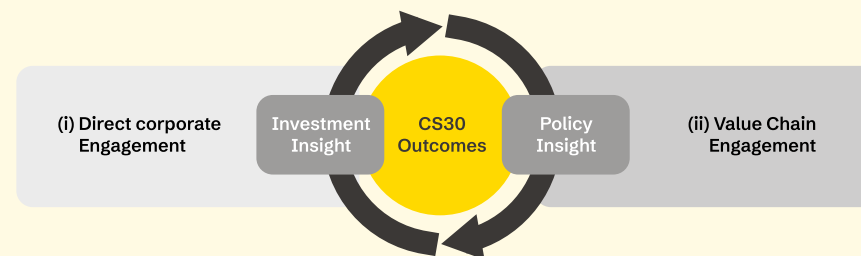 (i) Direct corporate
Engagement
Investment
Insight
CS30
Outcomes
Policy
Insight
(ii) Value Chain
Engagement